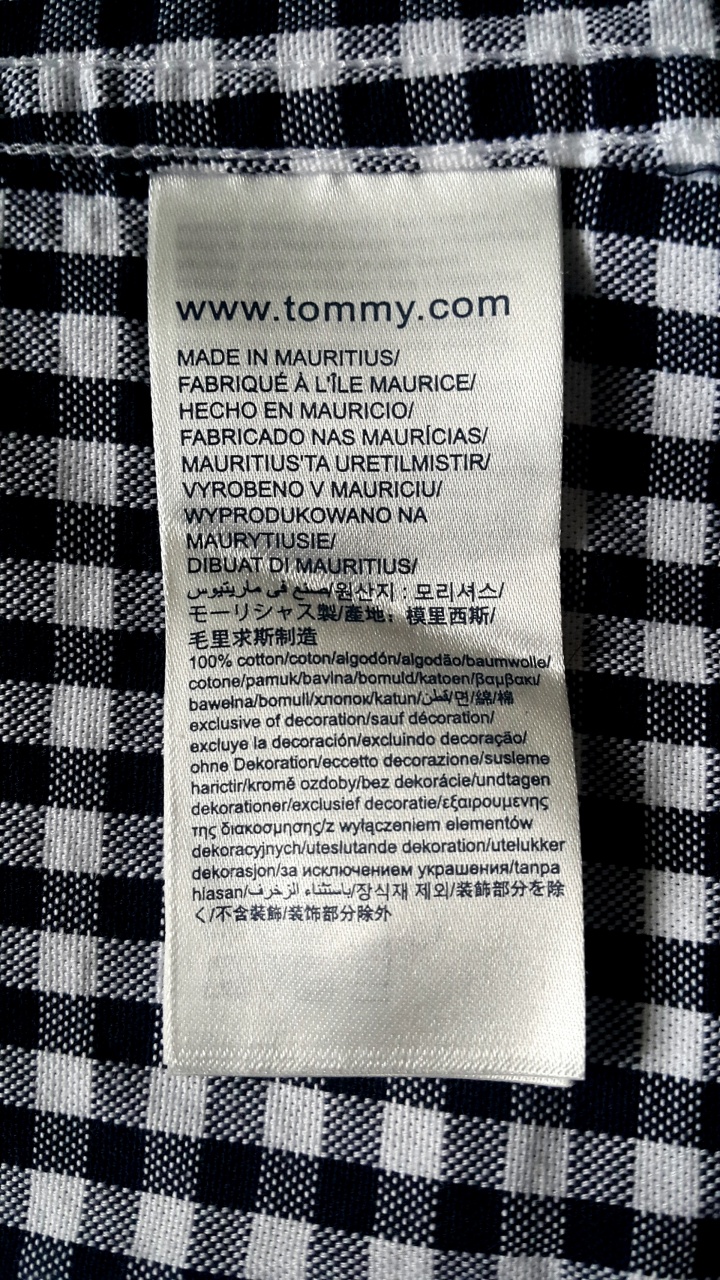 www.tommy.com
MADE IN MAURITIUS/
FABRIQUÉ À L'ÎLE MAURICE/
HECHO EN MAURICIO/
FABRICADO NAS MAURÍCIAS/
MAURITIUS'TA URETILMISTIR/
VYROBENO V MAURICIU/
WYPRODUKOWANO NA
MAURYTIUSIE/
DIBUAT DI MAURITIUS/
صنع في ماريتيوس/원산지 : 모리셔스/
モーリシャス製/產地：模里西斯/
毛里求斯制造
100% cotton/coton/algodón/algodão/baumwolle/
cotone/pamuk/bavlna/bomuld/katoen/βαμβακι/
bawełna/bomull/хлопок/katun/قطن/면/綿/棉
exclusive of decoration/sauf décoration/
excluye la decoración/excluindo decoração/
ohne Dekoration/eccetto decorazione/susleme
harictir/kromě ozdoby/bez dekorácie/undtagen
dekorationer/exclusief decoratie/εξαιρουμενης
της διακοσμησης/z wyłączeniem elementów
dekoracyjnych/uteslutande dekoration/utelukker
dekorasjon/за исключением украшения/tanpa
hiasan/باستثناء الزخرف/장식재 제외/装飾部分を除
く/不含裝飾/装饰部分除外